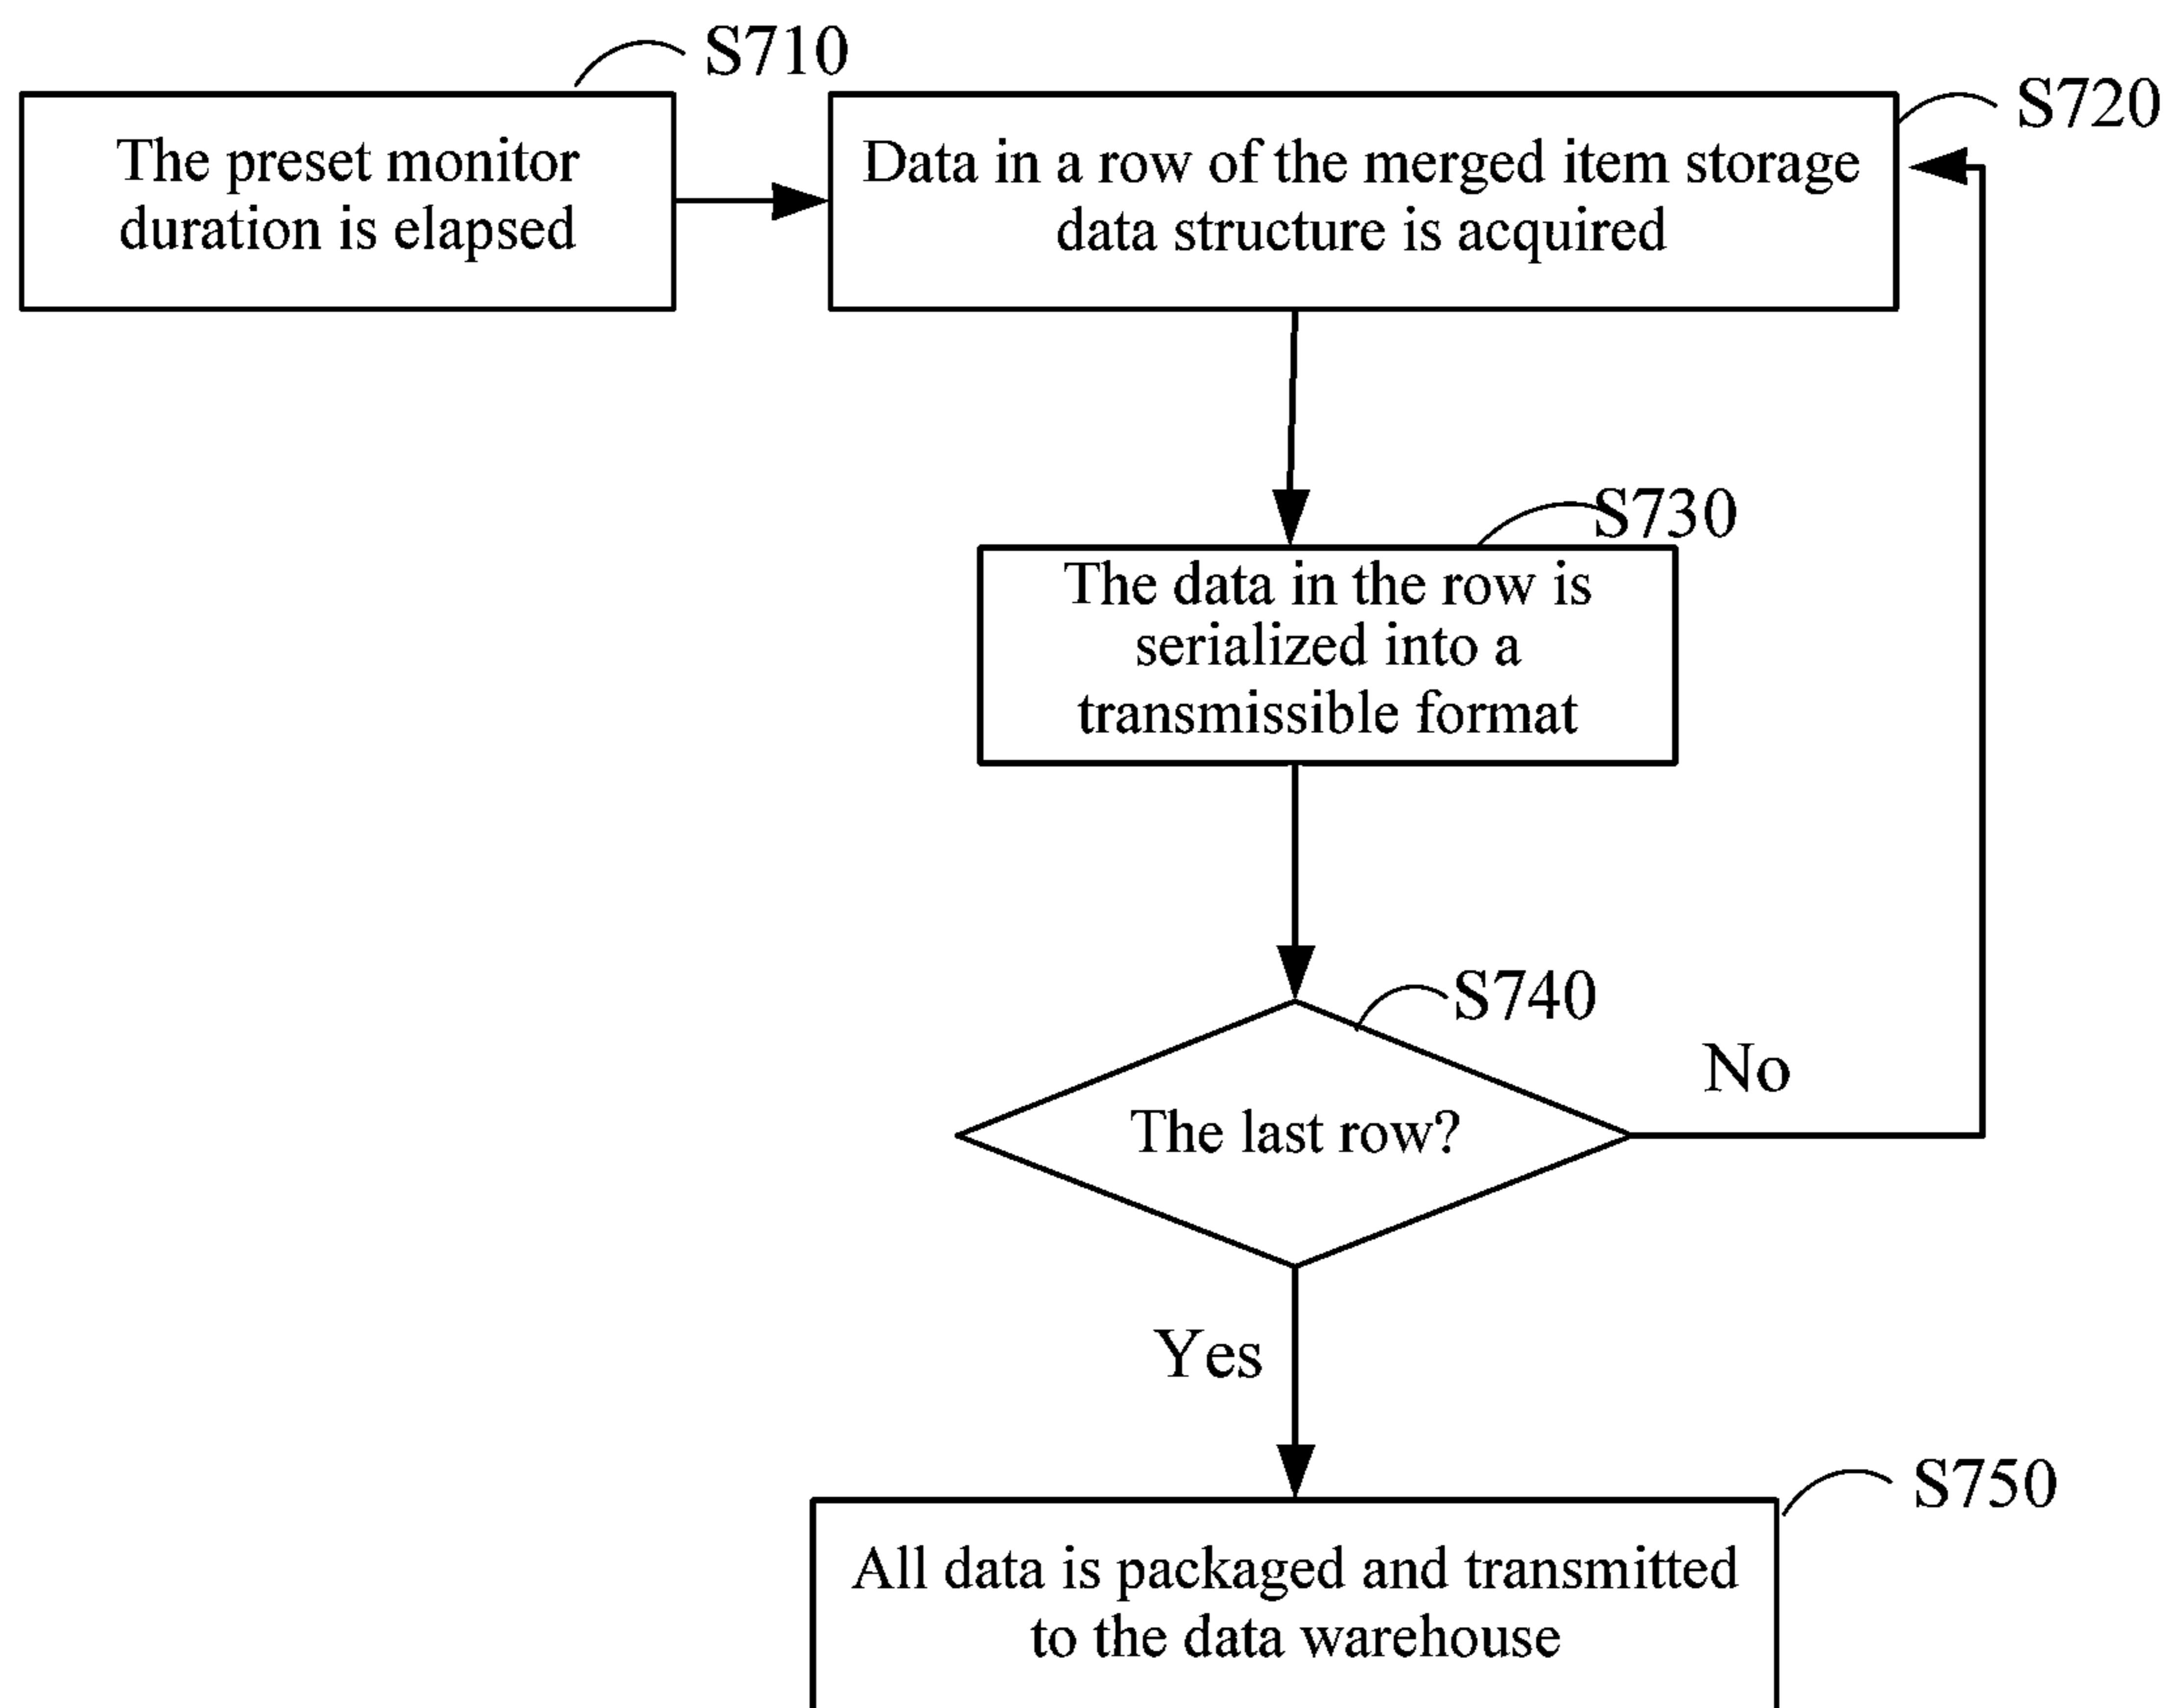 S710
The preset monitor
duration is elapsed
S720
Data in a row of the merged item storage
data structure is acquired
S730
The data in the row is
serialized into a
transmissible format
S740
The last row?
No
Yes
S750
All data is packaged and transmitted
to the data warehouse